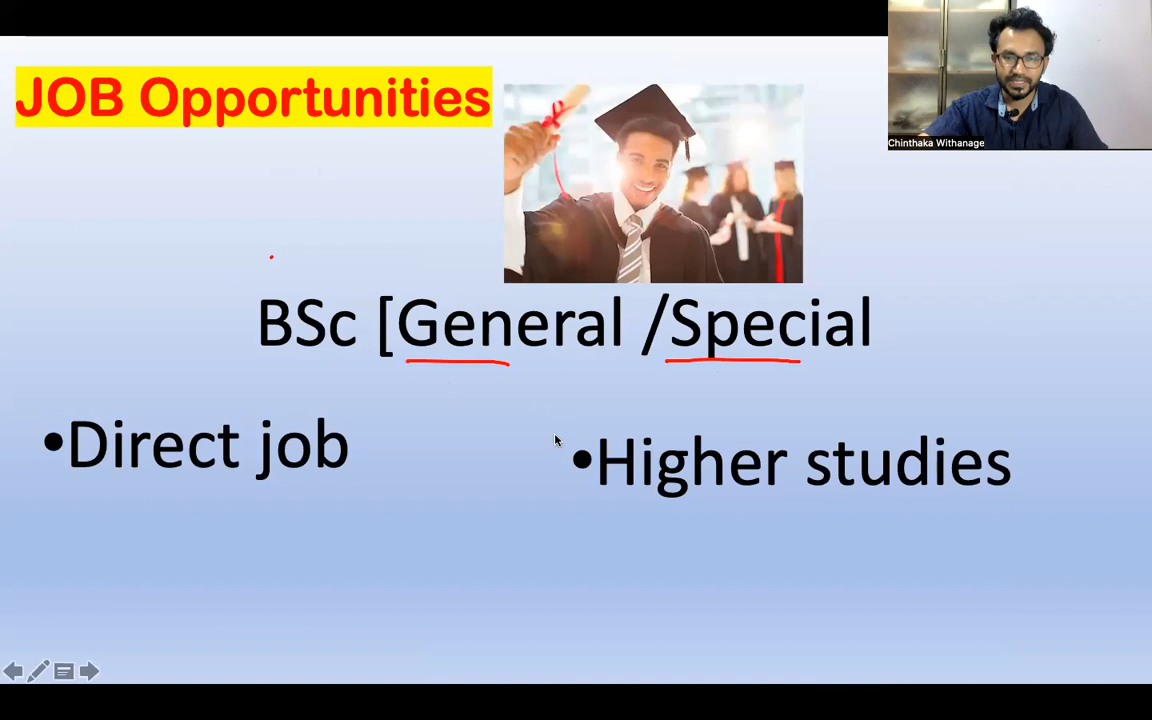 JOB Opportunities
Chinthaka Withanage
BSc [General /Special
•Direct job
•Higher studies